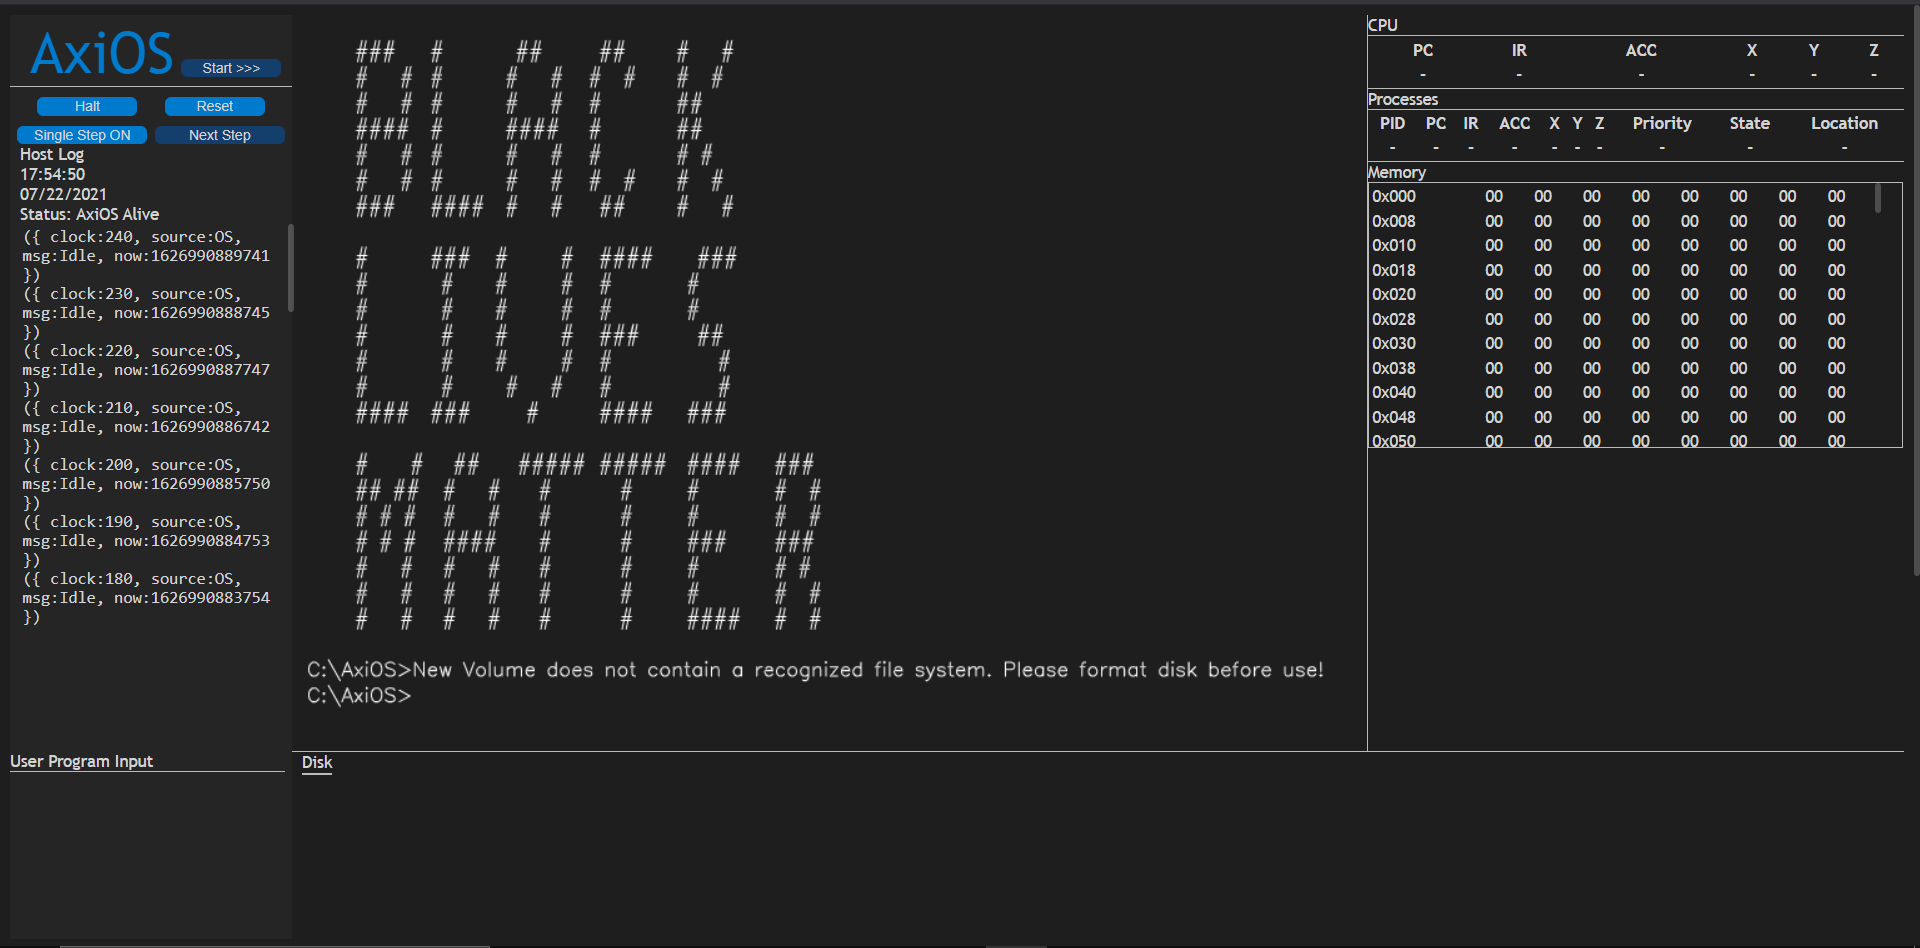 AxiOS
Start >>>
Halt
Reset
Single Step ON
Next Step
Host Log
17:54:50
07/22/2021
Status: AxiOS Alive
({ clock:240, source:OS,
msg:Idle, now:1626990889741
})
({ clock:230, source:OS,
msg:Idle, now:1626990888745
})
({ clock:220, source:OS,
msg:Idle, now:1626990887747
})
({ clock:210, source:OS,
msg:Idle, now:1626990886742
})
({ clock:200, source:OS,
msg:Idle, now:1626990885750
})
({ clock:190, source:OS,
msg:Idle, now:1626990884753
})
({ clock:180, source:OS,
msg:Idle, now:1626990883754
})
User Program Input
BLACK
LIVES
MATTER
C:\AxiOS>New Volume does not contain a recognized file system. Please format disk before use!
C:\AxiOS>
Disk
CPU
PC IR ACC X Y Z
- - - - - -
Processes
PID PC IR ACC X Y Z Priority State Location
- - - - - - - - - -
Memory
0x000 00 00 00 00 00 00 00 00
0x008 00 00 00 00 00 00 00 00
0x010 00 00 00 00 00 00 00 00
0x018 00 00 00 00 00 00 00 00
0x020 00 00 00 00 00 00 00 00
0x028 00 00 00 00 00 00 00 00
0x030 00 00 00 00 00 00 00 00
0x038 00 00 00 00 00 00 00 00
0x040 00 00 00 00 00 00 00 00
0x048 00 00 00 00 00 00 00 00
0x050 00 00 00 00 00 00 00 00